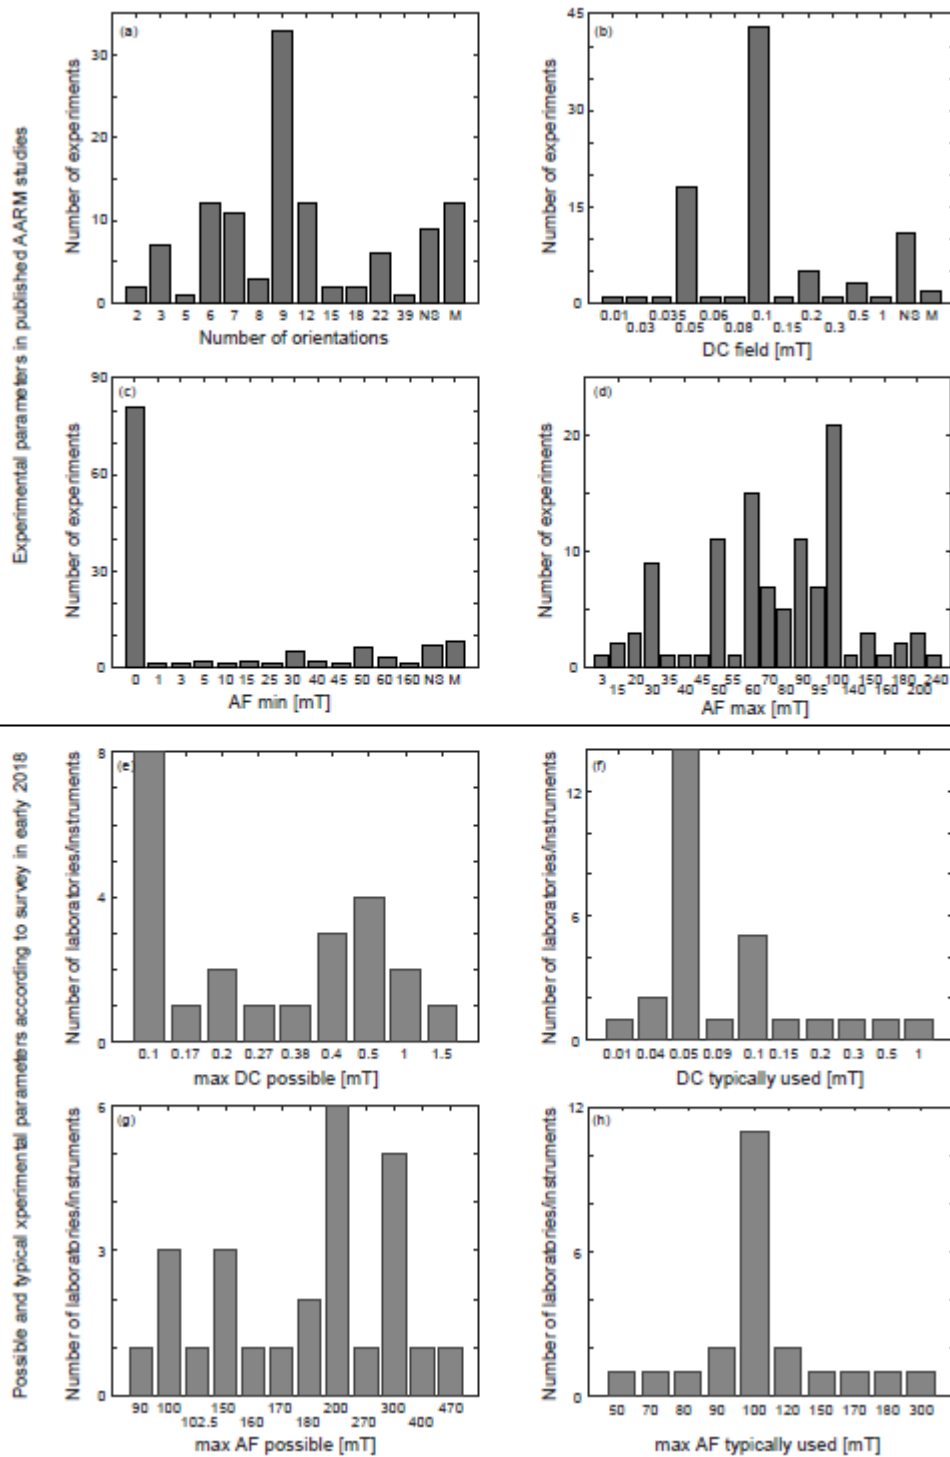 Experimental parameters in published AARM studies
(a)
Number of experiments
30
20
10
0
2 3 5 6 7 8 9 12 15 18 22 39 NS M
Number of orientations
(b)
Number of experiments
45
30
15
0
0.01 0.035 0.06 0.1 0.2 0.5 1 NS M
0.03 0.05 0.08 0.15 0.3
DC field [mT]
(c)
Number of experiments
90
60
30
0
0 1 3 5 10 15 25 30 40 45 50 60 160 NS M
AF min [mT]
(d)
Number of experiments
20
10
0
3 20 35 45 55 70 90 100 150 180 240
15 30 40 50 60 80 95 140 160 200
AF max [mT]
Possible and typical xperimental parameters according to survey in early 2018
(e)
Number of laboratories/instruments
8
4
0
0.1 0.17 0.2 0.27 0.38 0.4 0.5 1 1.5
max DC possible [mT]
(f)
Number of laboratories/instruments
12
6
0
0.01 0.04 0.05 0.09 0.1 0.15 0.2 0.3 0.5 1
DC typically used [mT]
(g)
Number of laboratories/instruments
6
3
0
90 100 150 200 300 470
102.5 160 170 180 270 400
max AF possible [mT]
(h)
Number of laboratories/instruments
12
6
0
50 70 80 90 100 120 150 170 180 300
max AF typically used [mT]